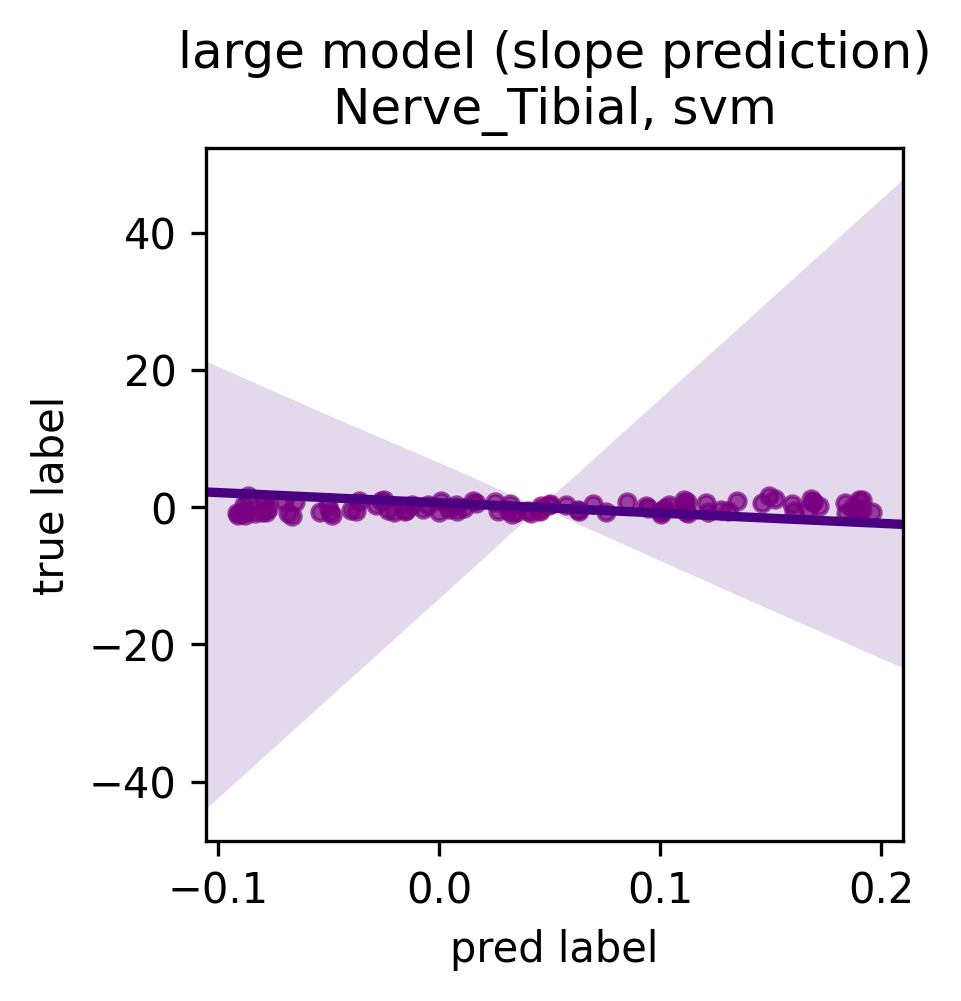 large model (slope prediction)
Nerve_Tibial, svm
40
20
0
−20
−40
true label
−0.1
0.0
0.1
0.2
pred label